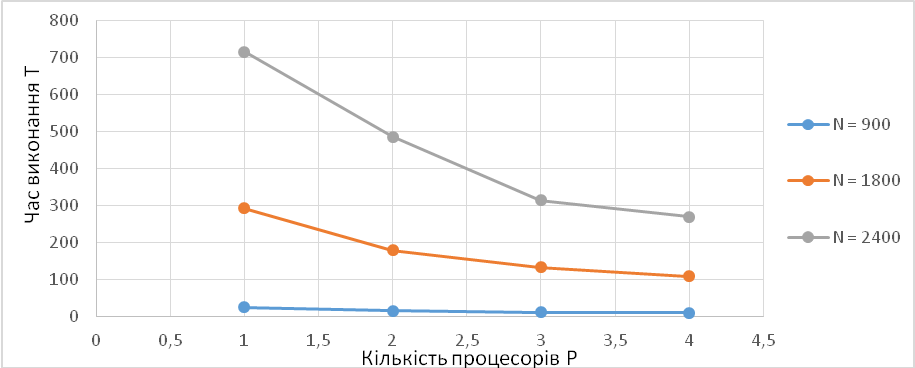 800
700
600
500
400
300
200
100
0
Час виконання Т
0 0,5 1 1,5 2 2,5 3 3,5 4 4,5
Кількість процесорів Р
N = 900
N = 1800
N = 2400